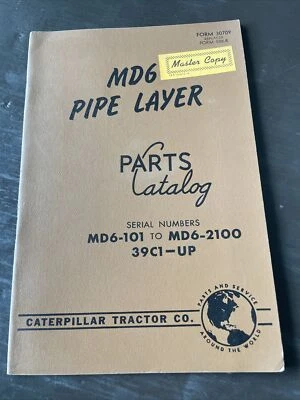 FORM 30709
MD6
PIPE LAYER
Master Copy
PARTS
Catalog
SERIAL NUMBERS
MD6-101 TO MD6-2100
39C1-UP
PARTS AND SERVICE
AROUND THE WORLD
CATERPILLAR TRACTOR CO.